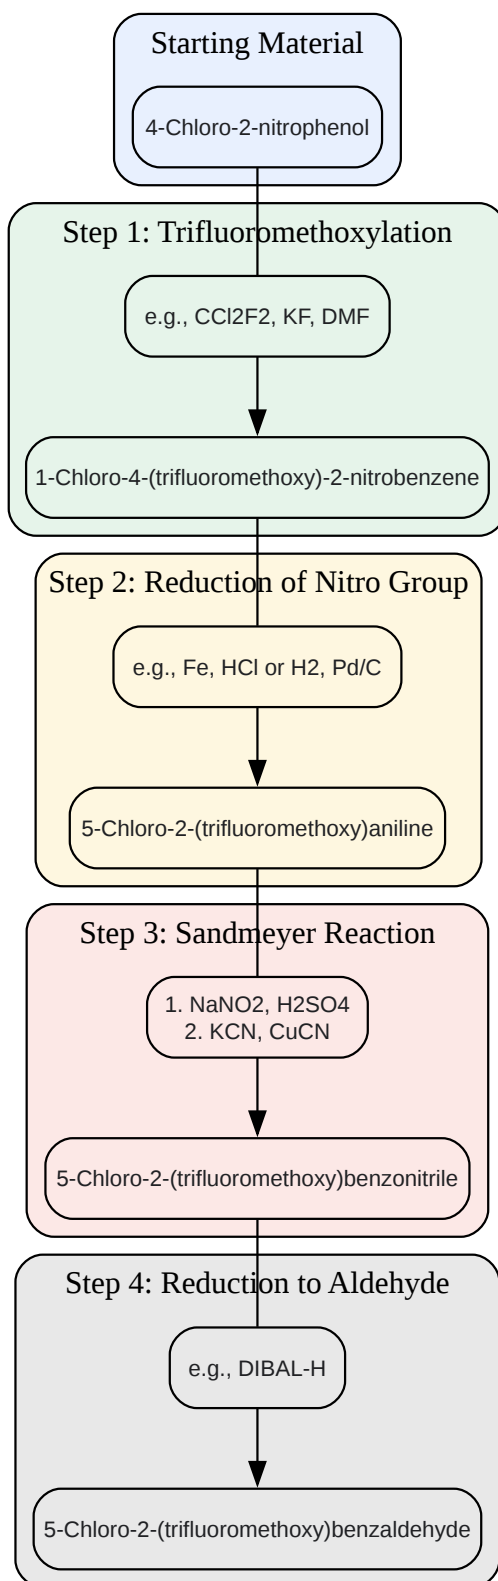 Starting Material
4-Chloro-2-nitrophenol
Step 1: Trifluoromethoxylation
e.g., CCl2F2, KF, DMF
1-Chloro-4-(trifluoromethoxy)-2-nitrobenzene
Step 2: Reduction of Nitro Group
e.g., Fe, HCl or H2, Pd/C
5-Chloro-2-(trifluoromethoxy)aniline
Step 3: Sandmeyer Reaction
1. NaNO2, H2SO4
2. KCN, CuCN
5-Chloro-2-(trifluoromethoxy)benzonitrile
Step 4: Reduction to Aldehyde
e.g., DIBAL-H
5-Chloro-2-(trifluoromethoxy)benzaldehyde